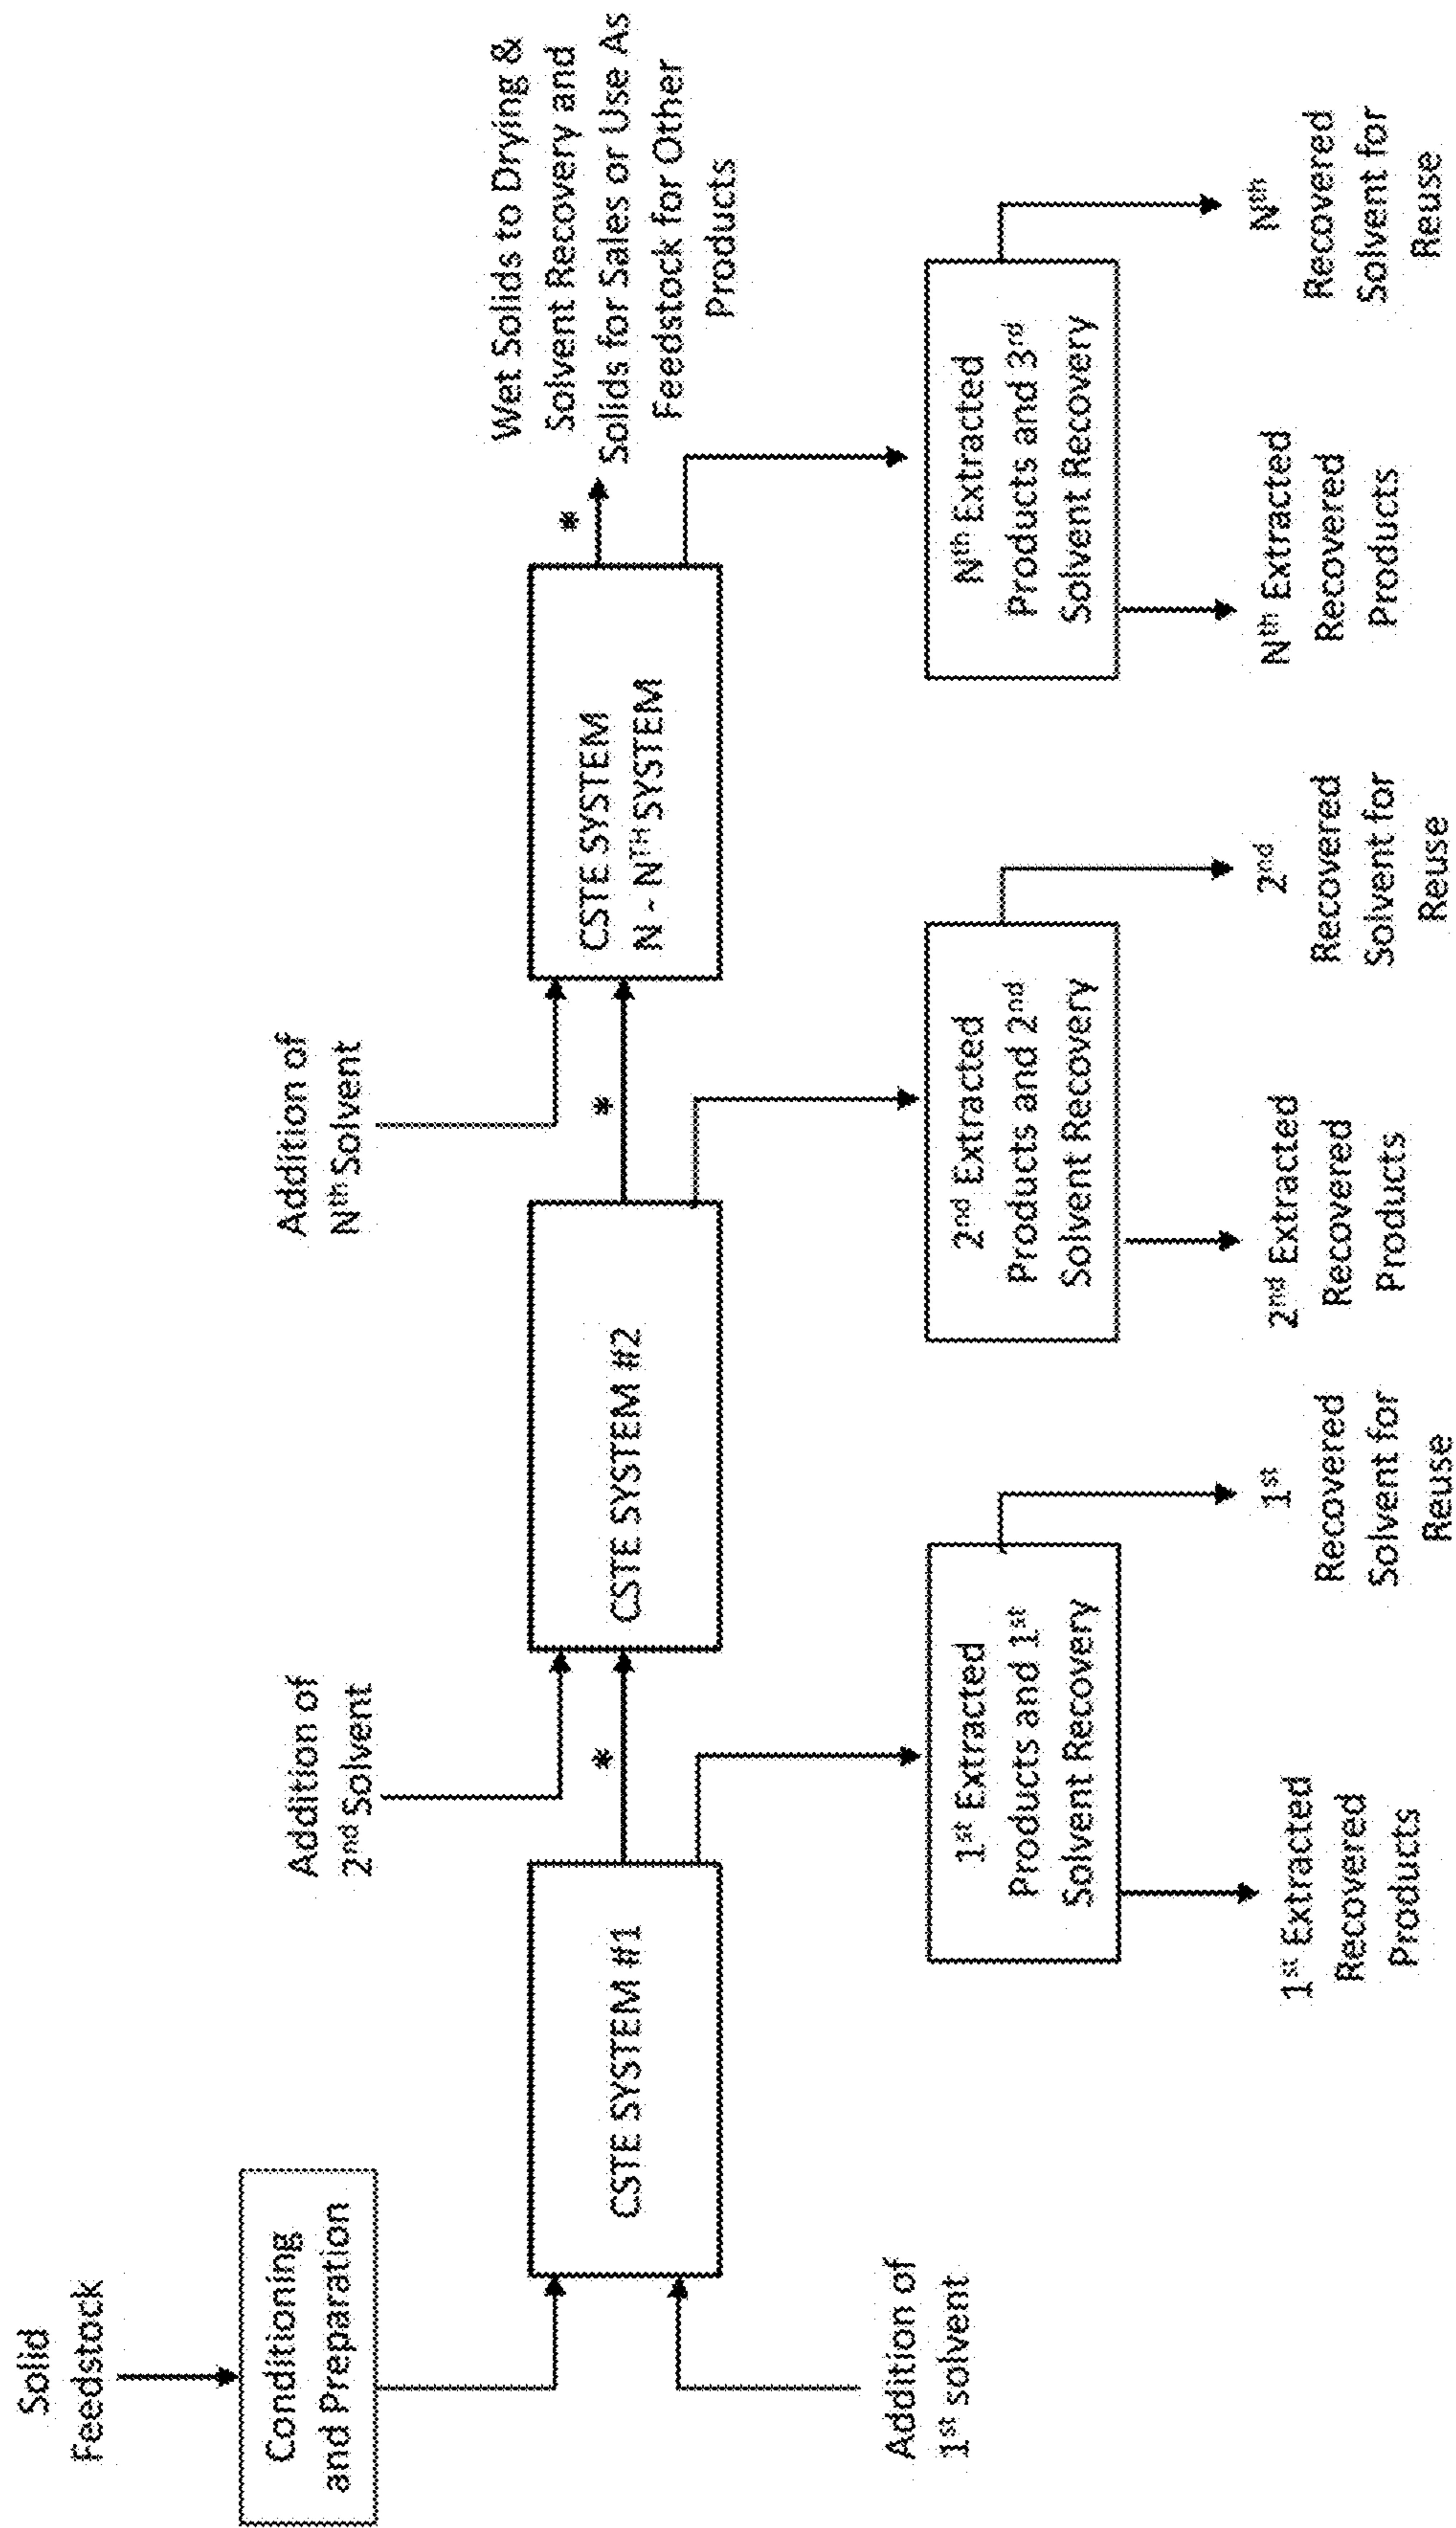 Solid
Feedstock
Conditioning
and Preparation
Addition of
1st solvent
CSTE SYSTEM #1
*
Addition of
2nd Solvent
CSTE SYSTEM #2
*
Addition of
Nth Solvent
CSTE SYSTEM
N - NTH SYSTEM
*
Wet Solids to Drying &
Solvent Recovery and
Solids for Sales or Use As
Feedstock for Other
Products
1st Extracted
Products and 1st
Solvent Recovery
1st Extracted
Recovered
Products
1st
Recovered
Solvent for
Reuse
2nd Extracted
Products and 2nd
Solvent Recovery
2nd Extracted
Recovered
Products
2nd
Recovered
Solvent for
Reuse
Nth Extracted
Products and 3rd
Solvent Recovery
Nth Extracted
Recovered
Products
Nth
Recovered
Solvent for
Reuse